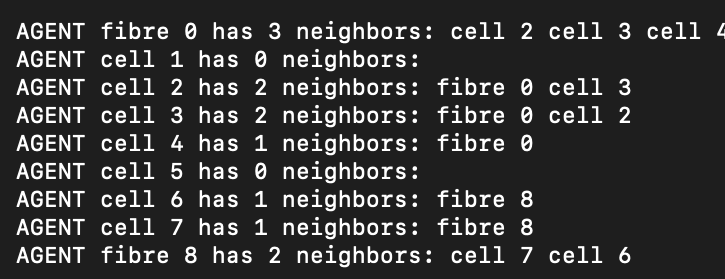 AGENT fibre 0 has 3 neighbors: cell 2 cell 3 cell 4
AGENT cell 1 has 0 neighbors:
AGENT cell 2 has 2 neighbors: fibre 0 cell 3
AGENT cell 3 has 2 neighbors: fibre 0 cell 2
AGENT cell 4 has 1 neighbors: fibre 0
AGENT cell 5 has 0 neighbors:
AGENT cell 6 has 1 neighbors: fibre 8
AGENT cell 7 has 1 neighbors: fibre 8
AGENT fibre 8 has 2 neighbors: cell 7 cell 6